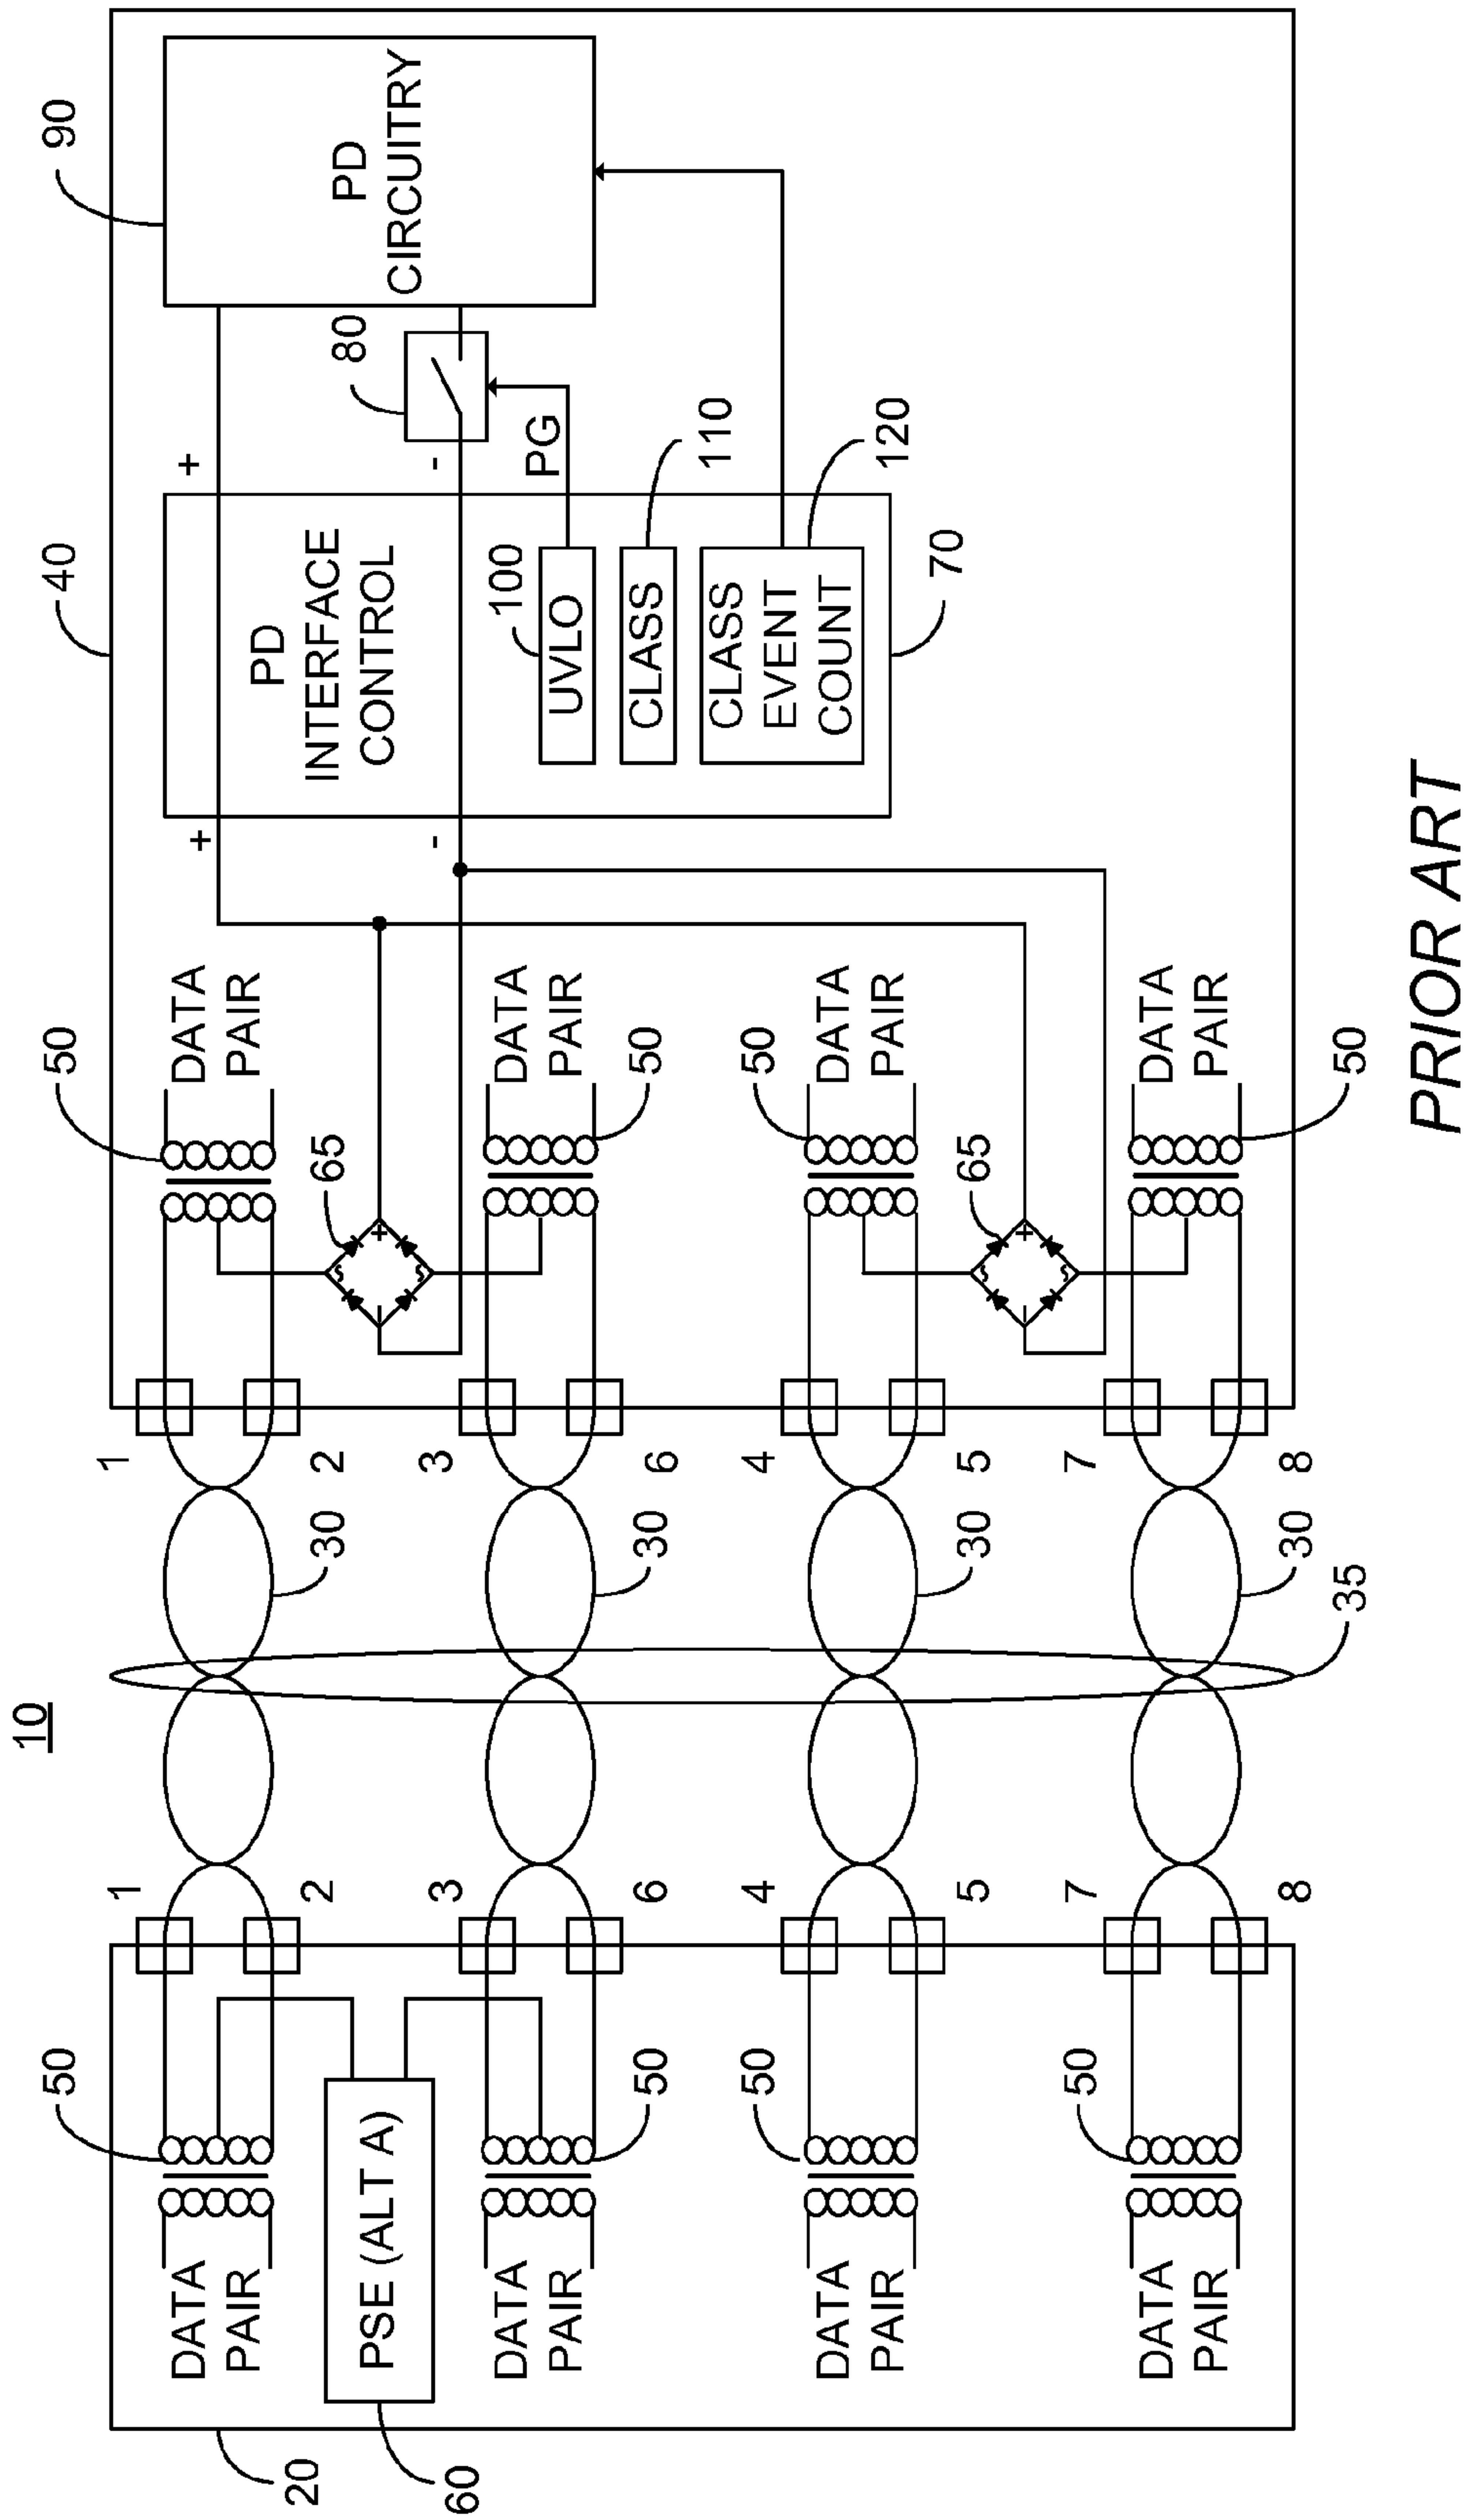 10
20
60
DATA
PAIR
50
PSE (ALT A)
DATA
PAIR
50
DATA
PAIR
50
DATA
PAIR
50
1
2
3
6
4
5
7
8
30
30
30
30
35
1
2
3
6
4
5
7
8
40
50
DATA
PAIR
65
+
~
~
-
DATA
PAIR
50
50
DATA
PAIR
65
+
~
~
-
DATA
PAIR
50
+
-
PD
INTERFACE
CONTROL
100
UVLO
CLASS
CLASS
EVENT
COUNT
70
+
-
PG
110
120
80
90
PD
CIRCUITRY
PRIOR ART